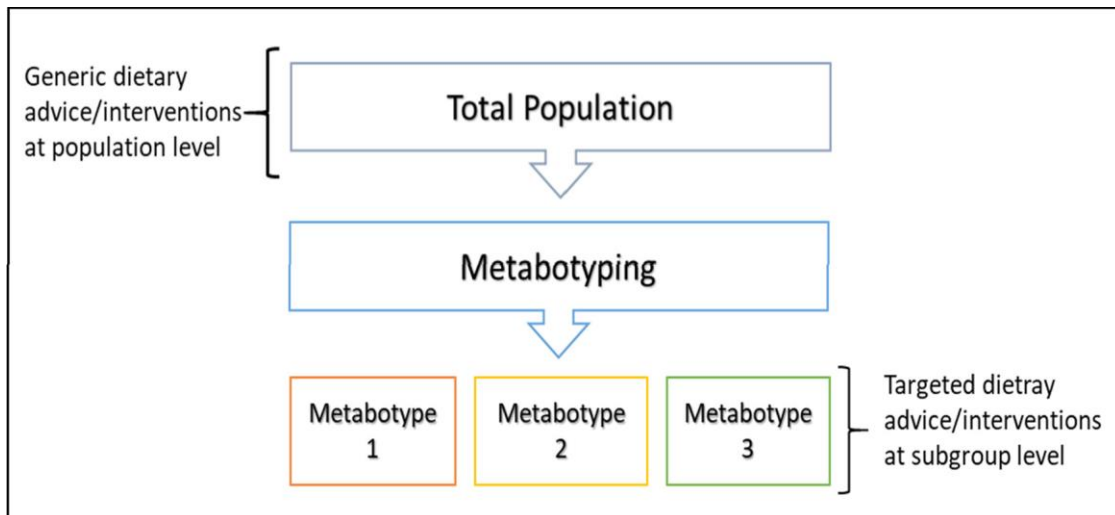 Generic dietary
advice/interventions
at population level
Total Population
Metabotyping
Metabotype
1
Metabotype
2
Metabotype
3
Targeted dietray
advice/interventions
at subgroup level